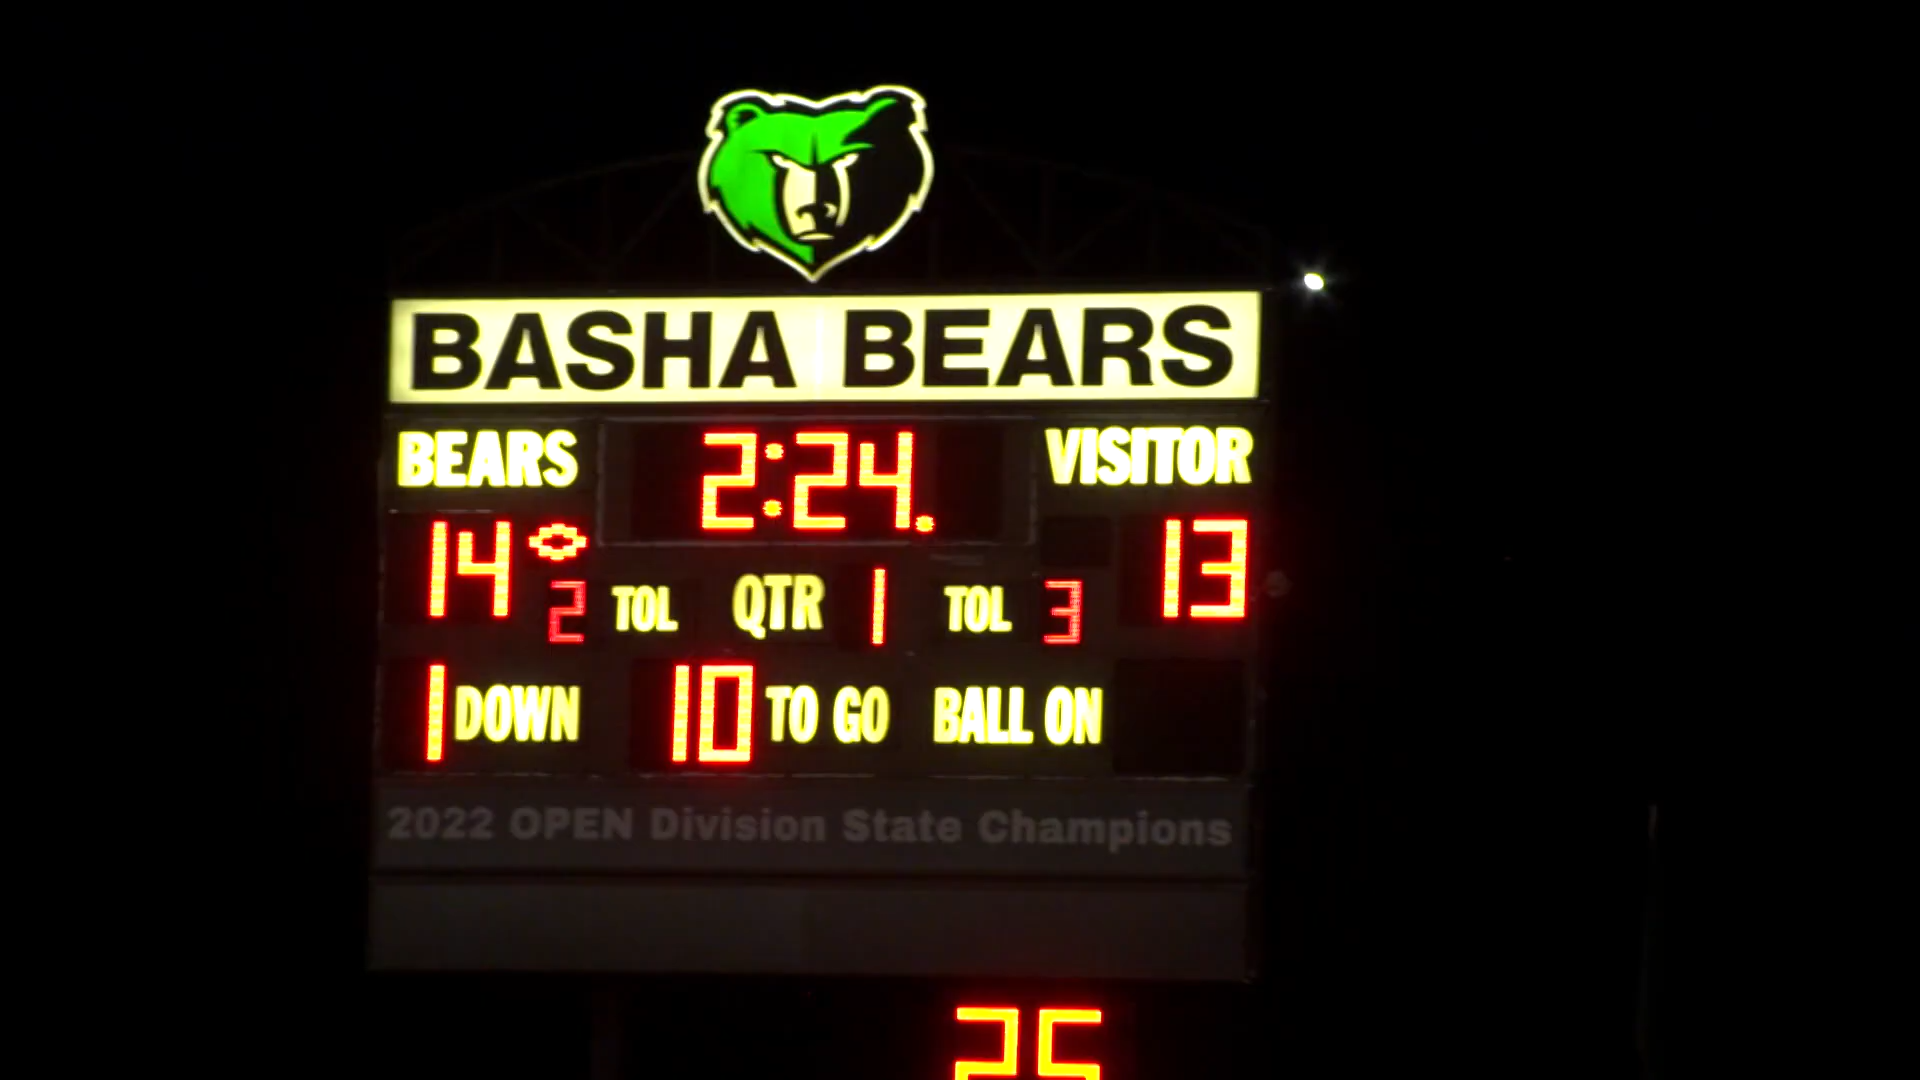 BASHA BEARS
BEARS 2:24. VISITOR
14 13
2 TOL QTR 1 TOL 3
1 DOWN 10 TO GO BALL ON
2022 OPEN Division State Champions
25